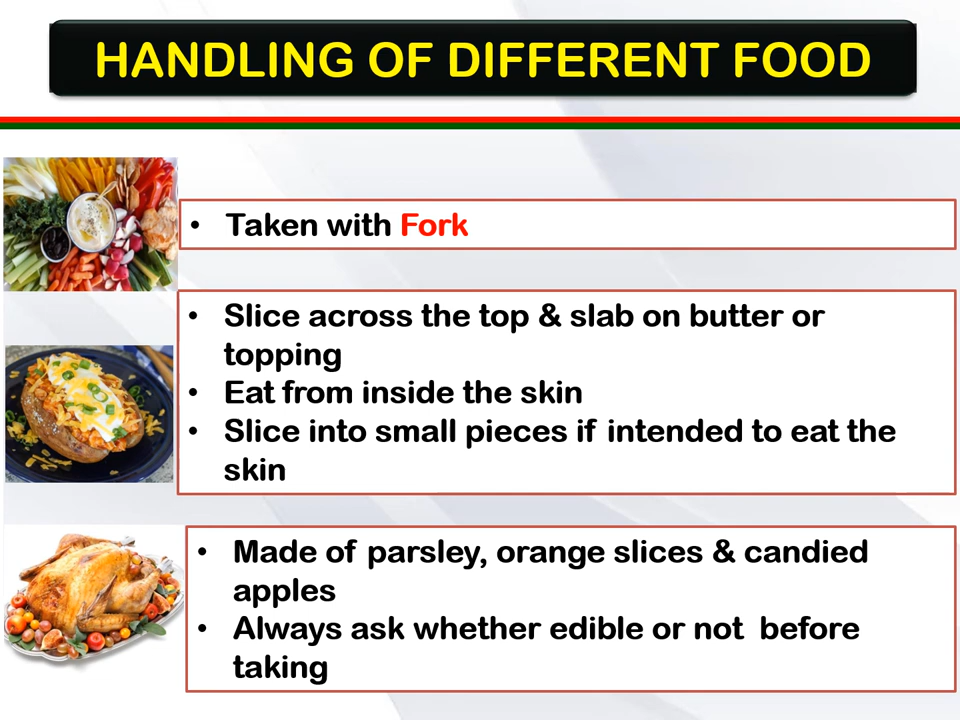 HANDLING OF DIFFERENT FOOD
• Taken with Fork
• Slice across the top & slab on butter or
topping
• Eat from inside the skin
• Slice into small pieces if intended to eat the
skin
• Made of parsley, orange slices & candied
apples
• Always ask whether edible or not before
taking